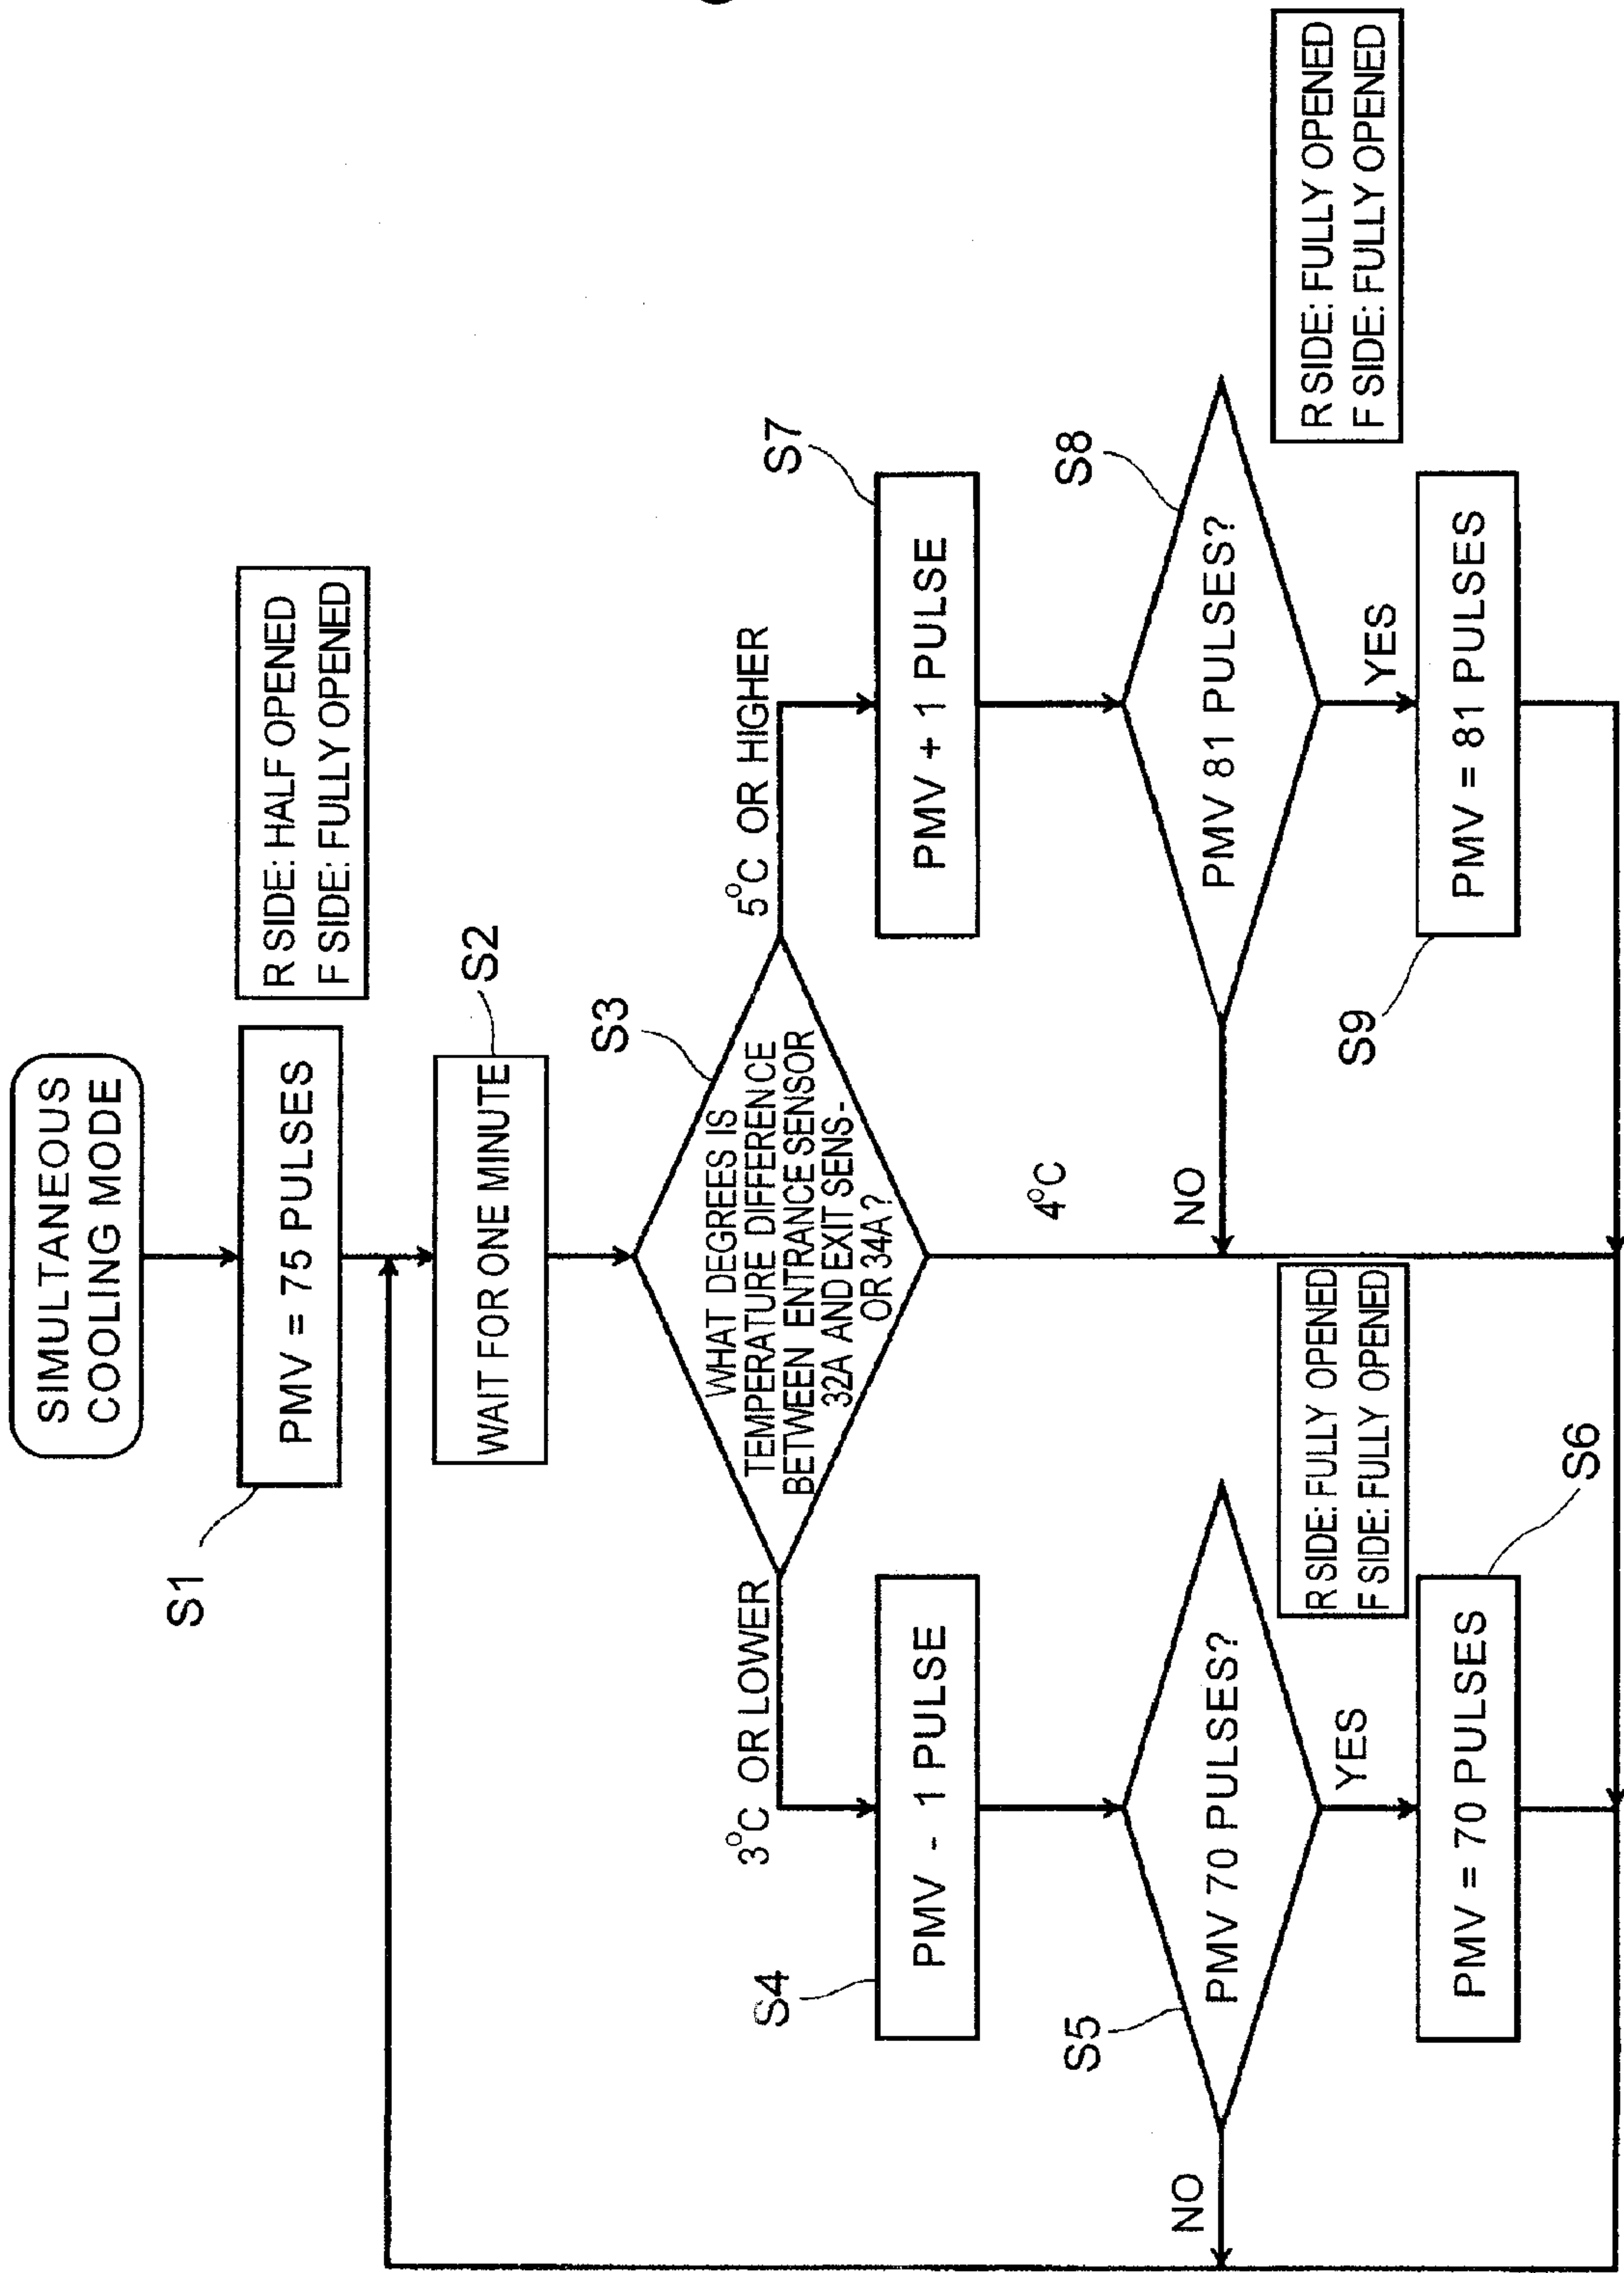 SIMULTANEOUS
COOLING MODE
S1
PMV = 75 PULSES
R SIDE: HALF OPENED
F SIDE: FULLY OPENED
S2
WAIT FOR ONE MINUTE
S3
WHAT DEGREES IS
TEMPERATURE DIFFERENCE
BETWEEN ENTRANCE SENSOR
32A AND EXIT SENS-
OR 34A?
3°C OR LOWER
5°C OR HIGHER
4°C
S4
PMV - 1 PULSE
S7
PMV + 1 PULSE
S5
PMV 70 PULSES?
NO
YES
S8
PMV 81 PULSES?
NO
YES
R SIDE: FULLY OPENED
F SIDE: FULLY OPENED
R SIDE: FULLY OPENED
F SIDE: FULLY OPENED
S6
PMV = 70 PULSES
S9
PMV = 81 PULSES